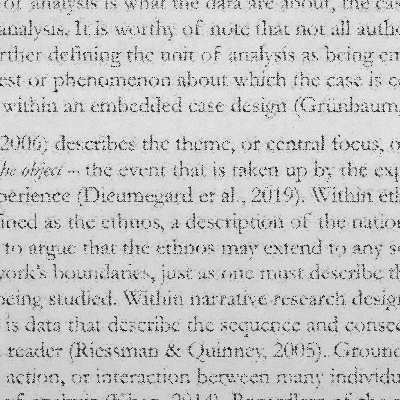 of analysis is what the data are about, the cas
analysis. It is worthy of note that not all autho
rther defining the unit of analysis as being em
est or phenomenon about which the case is c
within an embedded case design (Grünbaum,
2006) describes the theme, or central focus, o
he object – the event that is taken up by the exp
perience (Dieumegard et al., 2019). Within eth
fined as the ethnos, a description of the nation
to argue that the ethnos may extend to any s
work's boundaries, just as one must describe th
being studied. Within narrative research design
is data that describe the sequence and consec
reader (Riessman & Quinney, 2005). Ground
action, or interaction between many individu
of analysis